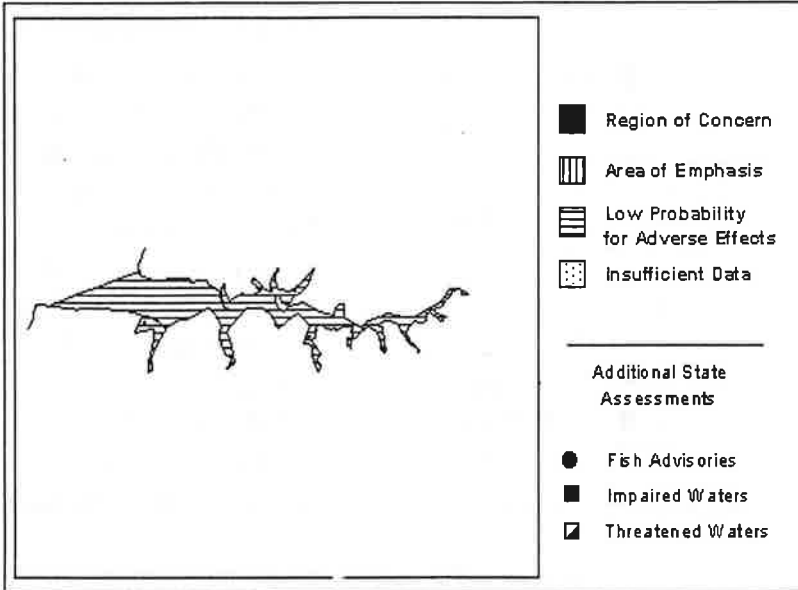 Region of Concern
Area of Emphasis
Low Probability
for Adverse Effects
Insufficient Data
Additional State
Assessments
Fish Advisories
Impaired Waters
Threatened Waters